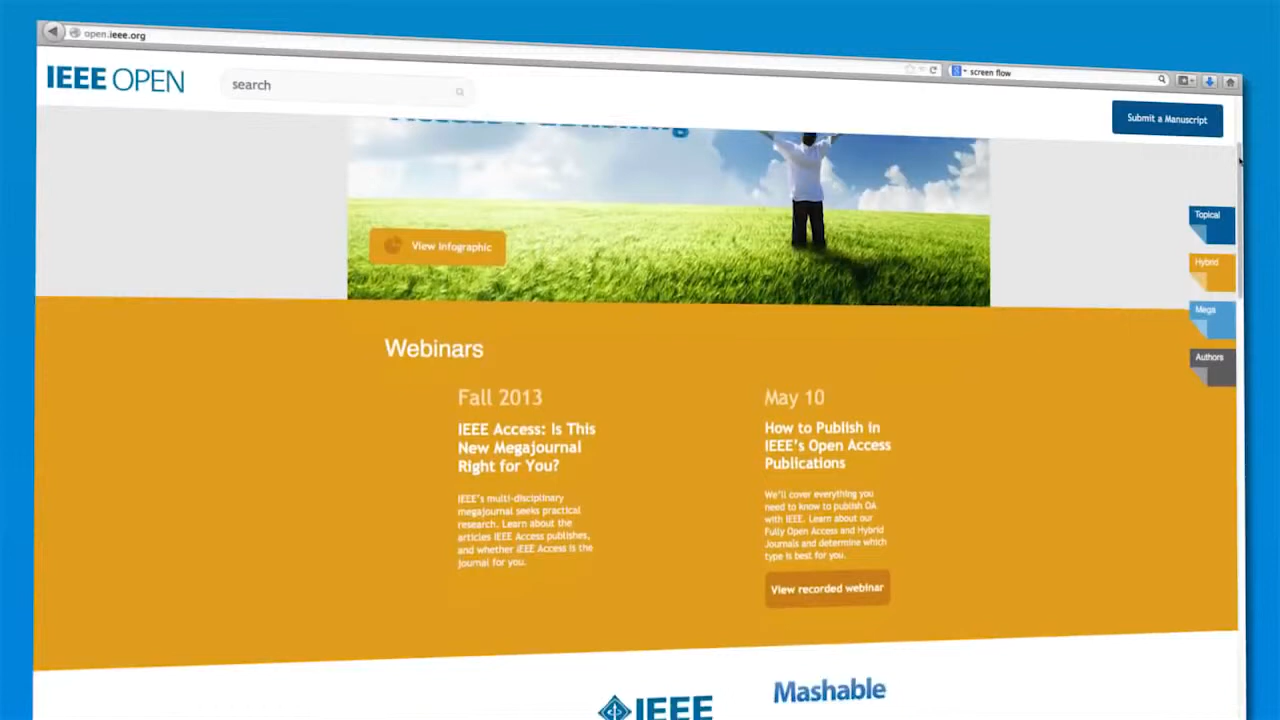 open.ieee.org
screen flow
IEEE OPEN
search
Submit a Manuscript
View Infographic
Topical
Hybrid
Mega
Authors
Webinars
Fall 2013
IEEE Access: Is This
New Megajournal
Right for You?
IEEE's multi-disciplinary
megajournal seeks practical
research. Learn about the
articles IEEE Access publishes,
and whether IEEE Access is the
journal for you.
May 10
How to Publish in
IEEE's Open Access
Publications
We'll cover everything you
need to know to publish OA
with IEEE. Learn about our
Fully Open Access and Hybrid
Journals and determine which
type is best for you.
View recorded webinar
IEEE
Mashable